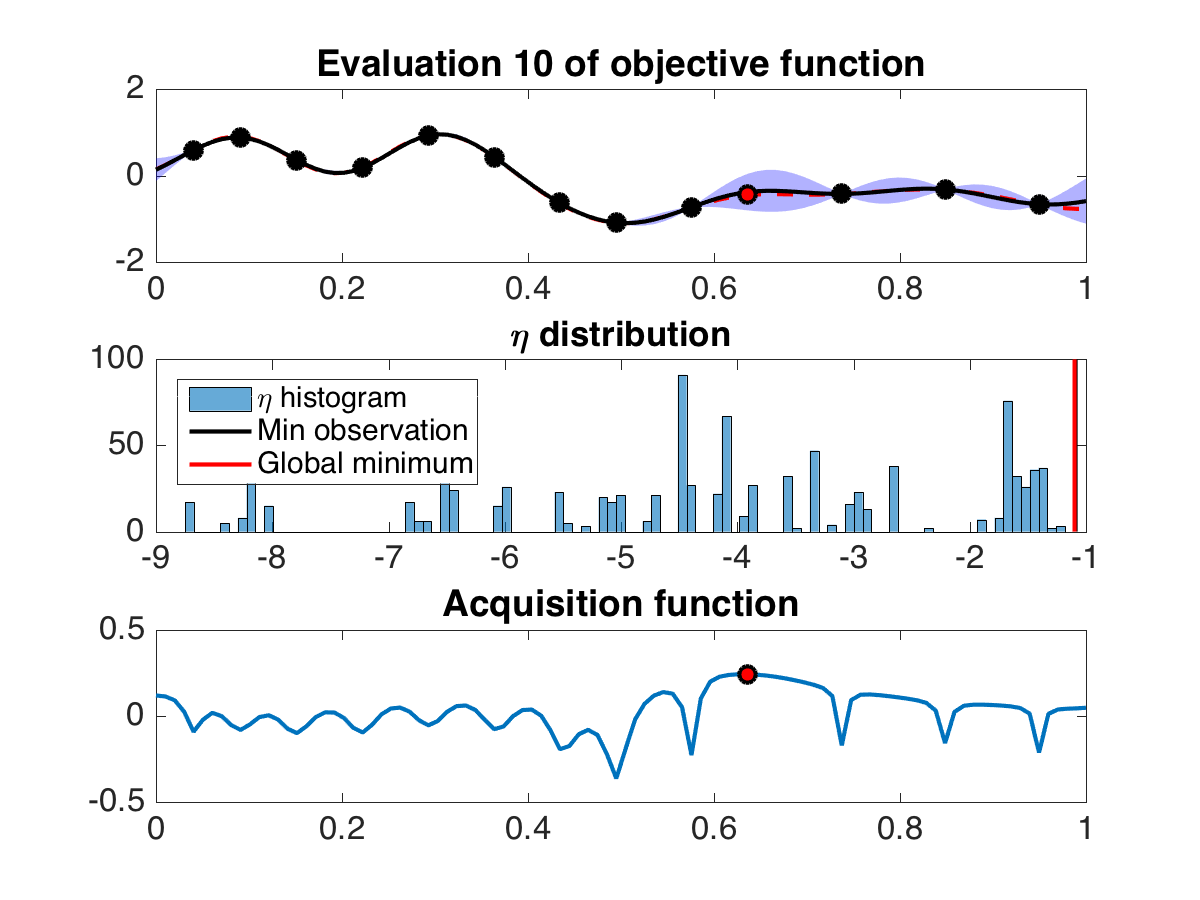 Evaluation 10 of objective function
2
0
-2
0 0.2 0.4 0.6 0.8 1
η distribution
100
50
0
η histogram
Min observation
Global minimum
-9 -8 -7 -6 -5 -4 -3 -2 -1
Acquisition function
0.5
0
-0.5
0 0.2 0.4 0.6 0.8 1